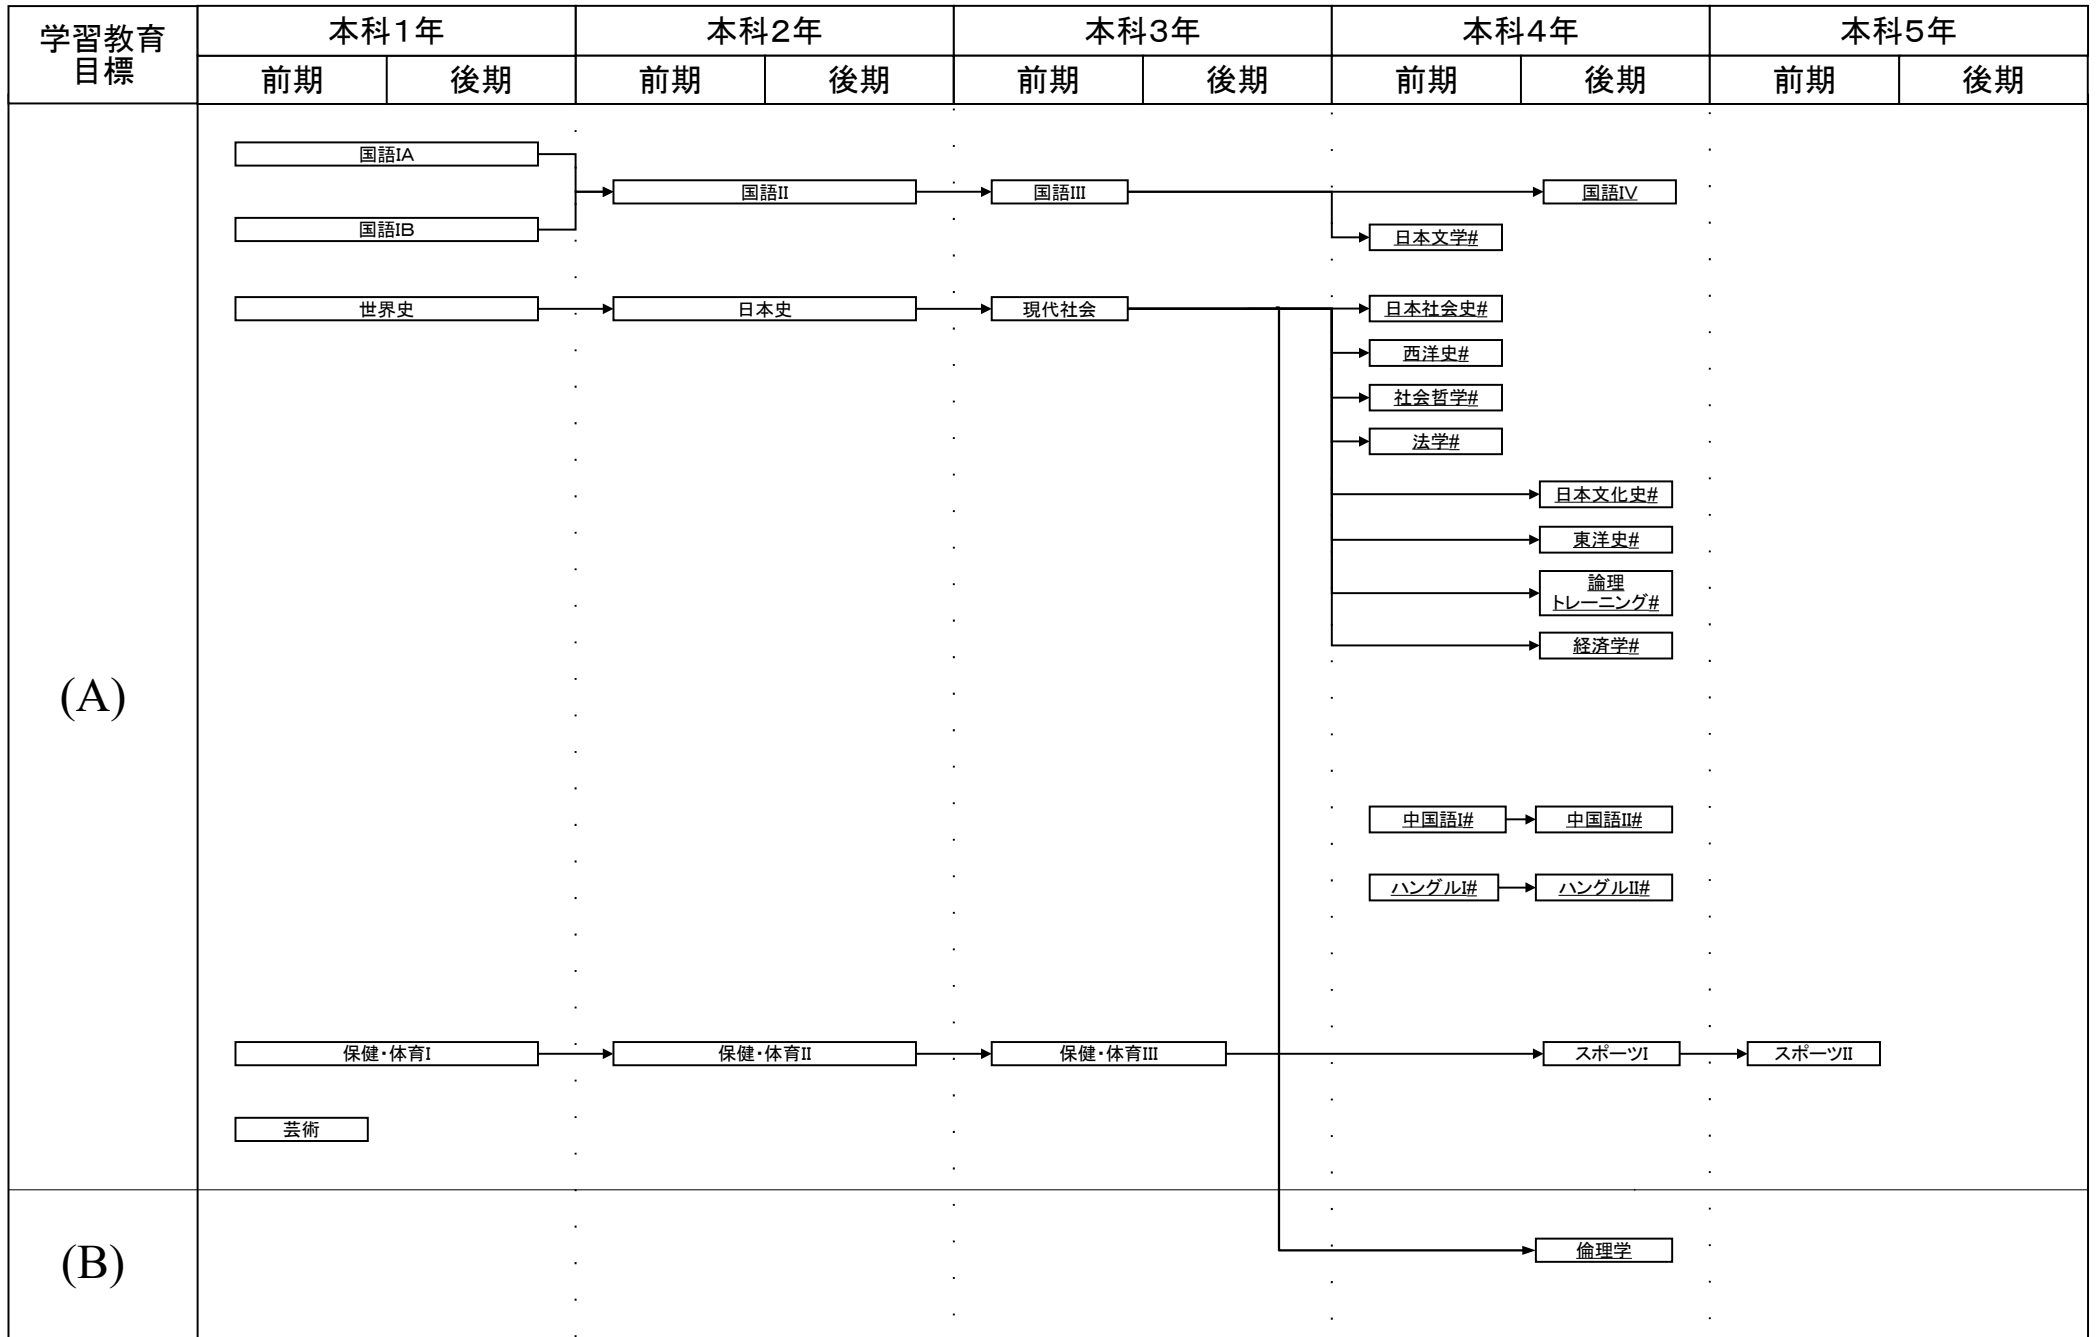 学習教育
目標
本科1年
本科2年
本科3年
本科4年
本科5年
前期
後期
前期
後期
前期
後期
前期
後期
前期
後期
(A)
国語IA
国語IB
国語II
国語III
国語IV
日本文学#
世界史
日本史
現代社会
日本社会史#
西洋史#
社会哲学#
法学#
日本文化史#
東洋史#
論理
トレーニング#
経済学#
中国語I#
中国語II#
ハングルI#
ハングルII#
保健・体育I
保健・体育II
保健・体育III
スポーツI
スポーツII
芸術
(B)
倫理学